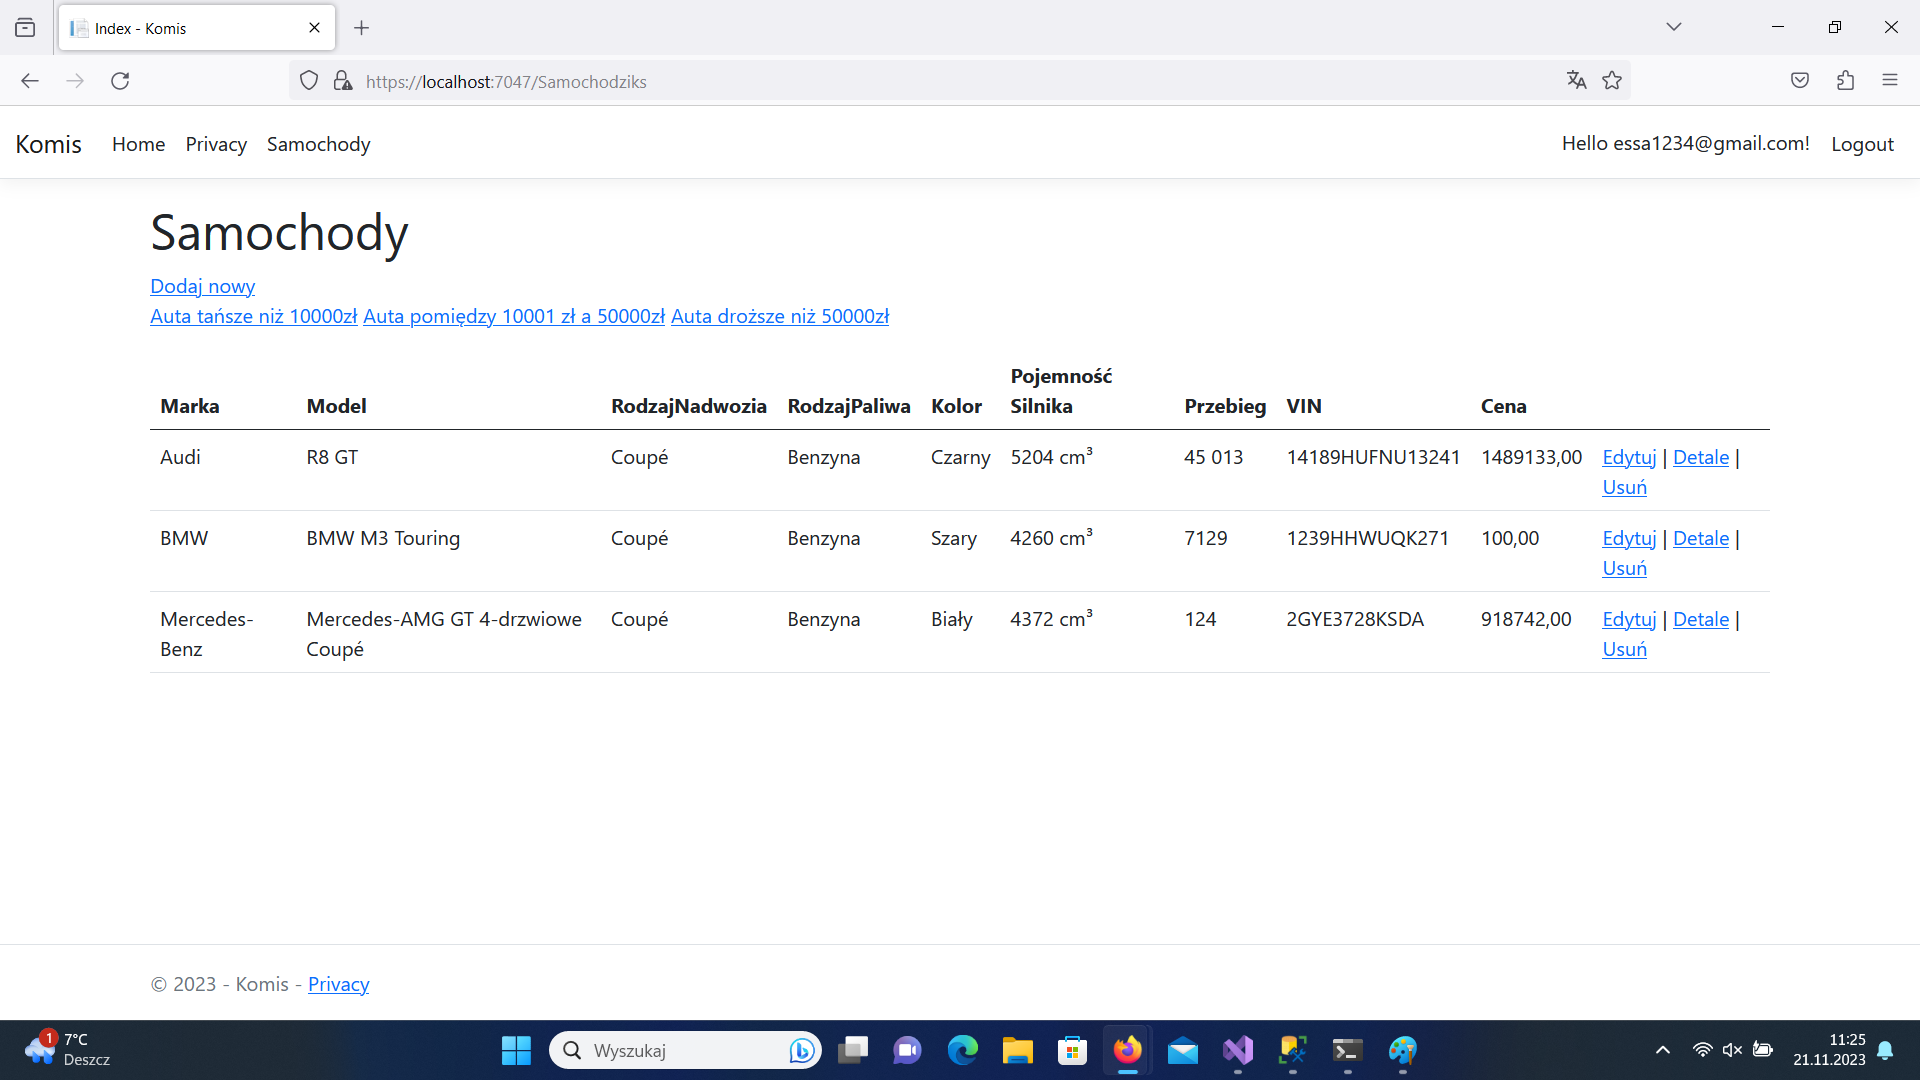 Index - Komis
https://localhost:7047/Samochodziks
Komis Home Privacy Samochody Hello essa1234@gmail.com! Logout
Samochody
Dodaj nowy
Auta tańsze niż 10000zł Auta pomiędzy 10001 zł a 50000zł Auta droższe niż 50000zł
Marka Model RodzajNadwozia RodzajPaliwa Kolor Pojemność Silnika Przebieg VIN Cena
Audi R8 GT Coupé Benzyna Czarny 5204 cm³ 45 013 14189HUFNU13241 1489133,00 Edytuj | Detale |
Usuń
BMW BMW M3 Touring Coupé Benzyna Szary 4260 cm³ 7129 1239HHWUQK271 100,00 Edytuj | Detale |
Usuń
Mercedes-Benz Mercedes-AMG GT 4-drzwiowe Coupé Coupé Benzyna Biały 4372 cm³ 124 2GYE3728KSDA 918742,00 Edytuj | Detale |
Usuń
© 2023 - Komis - Privacy
1 7°C
Deszcz
Wyszukaj
11:25
21.11.2023